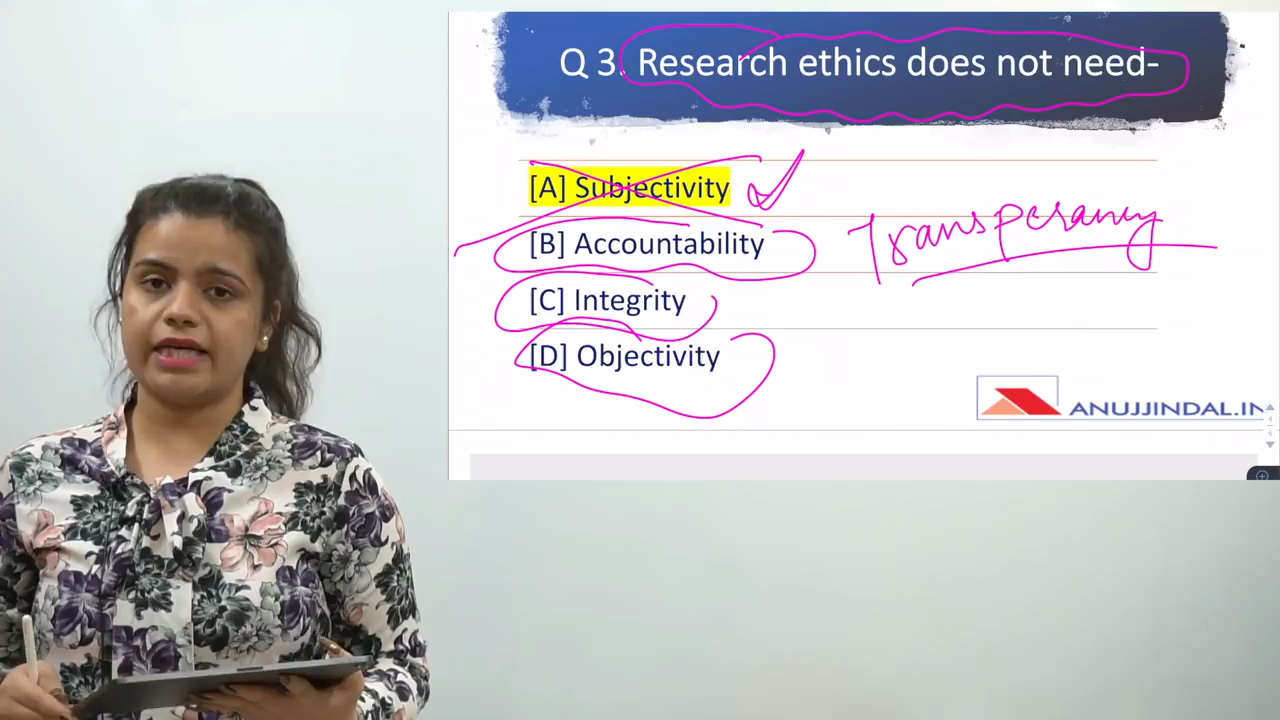 Q 3. Research ethics does not need-
[A] Subjectivity
[B] Accountability
Transperancy
[C] Integrity
[D] Objectivity
ANUJJINDAL.IN